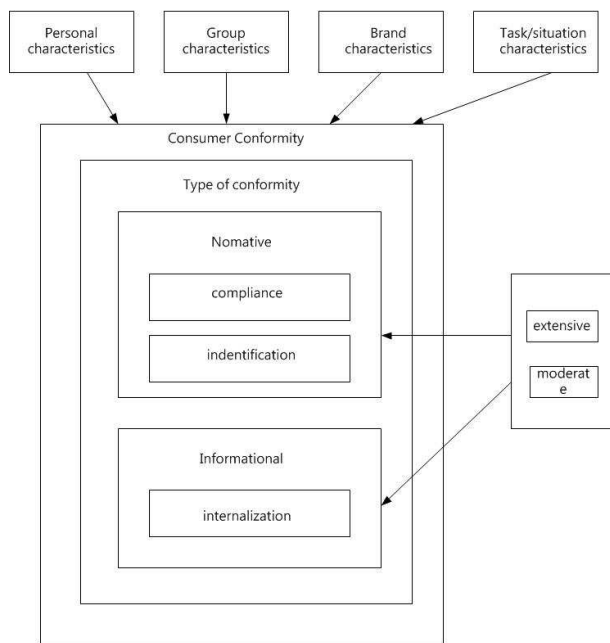 Personal
characteristics
Group
characteristics
Brand
characteristics
Task/situation
characteristics
Consumer Conformity
Type of conformity
Nomative
compliance
indentification
extensive
moderat
e
Informational
internalization